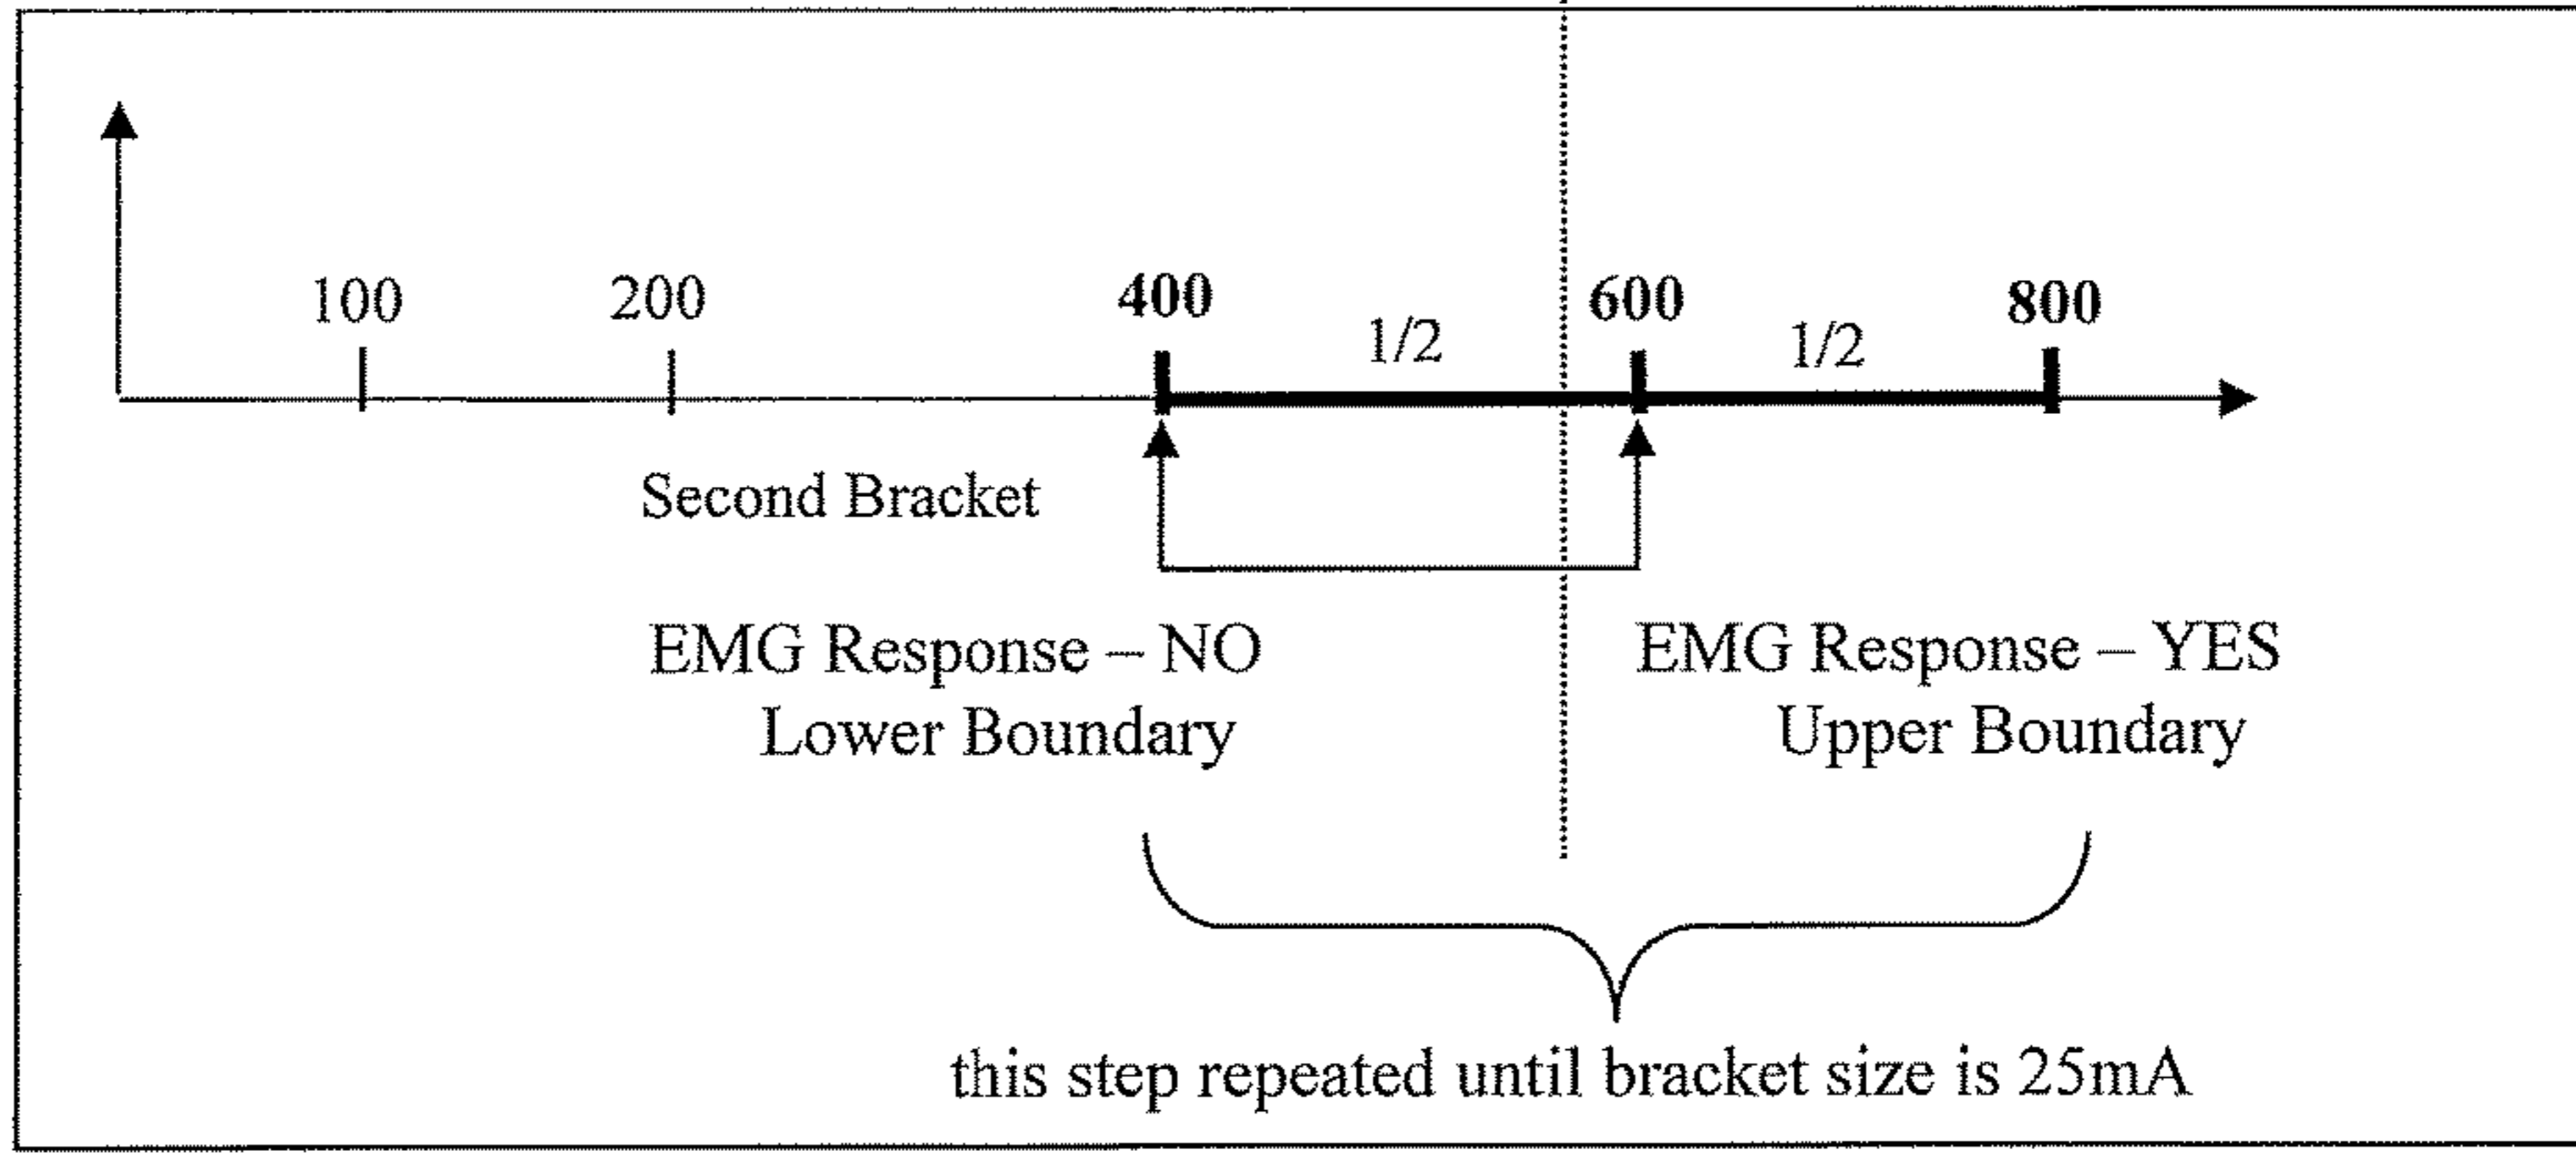 100 200 400 600 800
1/2 1/2
Second Bracket
EMG Response – NO
Lower Boundary
EMG Response – YES
Upper Boundary
this step repeated until bracket size is 25mA